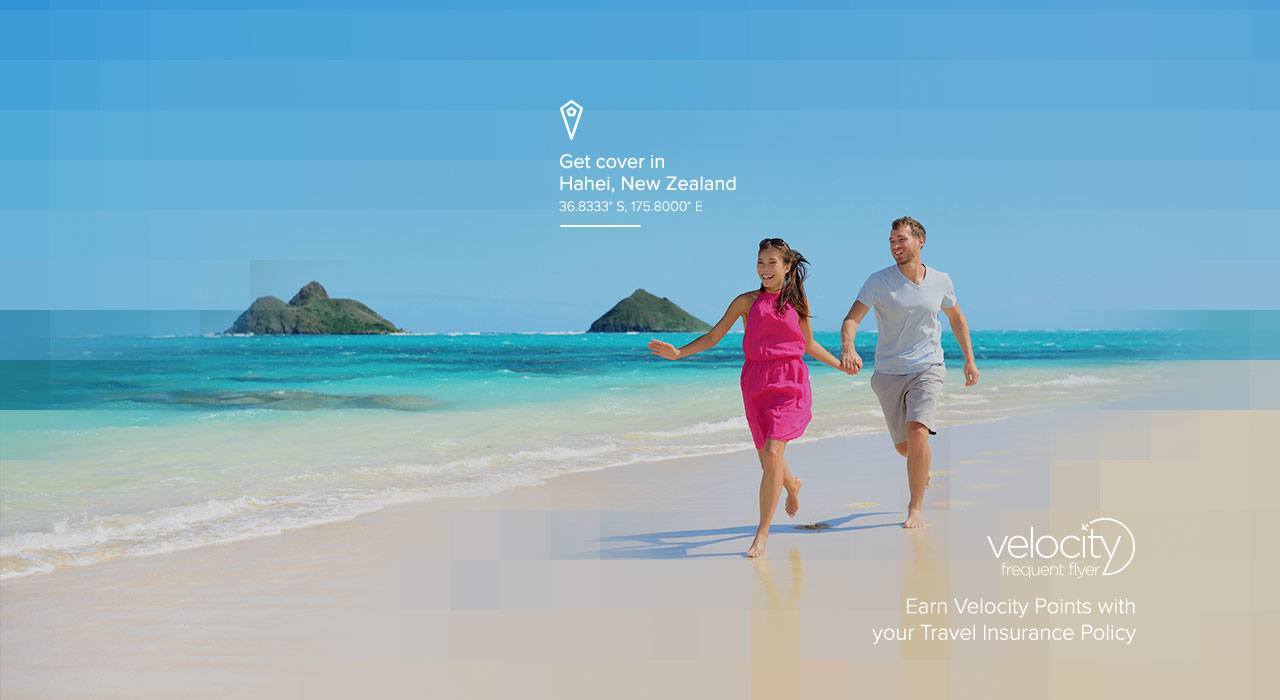 Get cover in
Hahei, New Zealand
36.8333° S, 175.8000° E
velocity
frequent flyer
Earn Velocity Points with
your Travel Insurance Policy